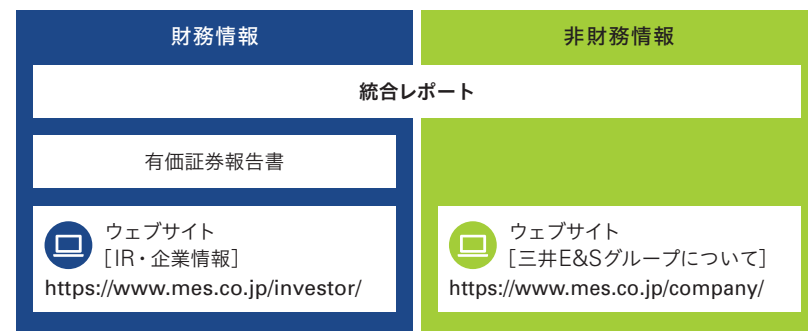 財務情報
非財務情報
統合レポート
有価証券報告書
ウェブサイト
[IR・企業情報]
https://www.mes.co.jp/investor/
ウェブサイト
[三井E&Sグループについて]
https://www.mes.co.jp/company/